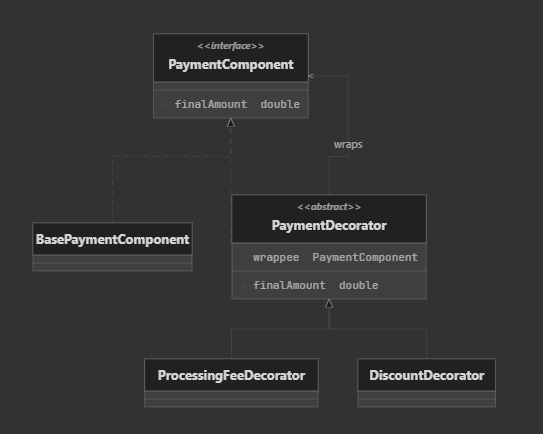 <<interface>>
PaymentComponent
finalAmount double
wraps
<<abstract>>
PaymentDecorator
BasePaymentComponent
wrappee PaymentComponent
finalAmount double
ProcessingFeeDecorator
DiscountDecorator